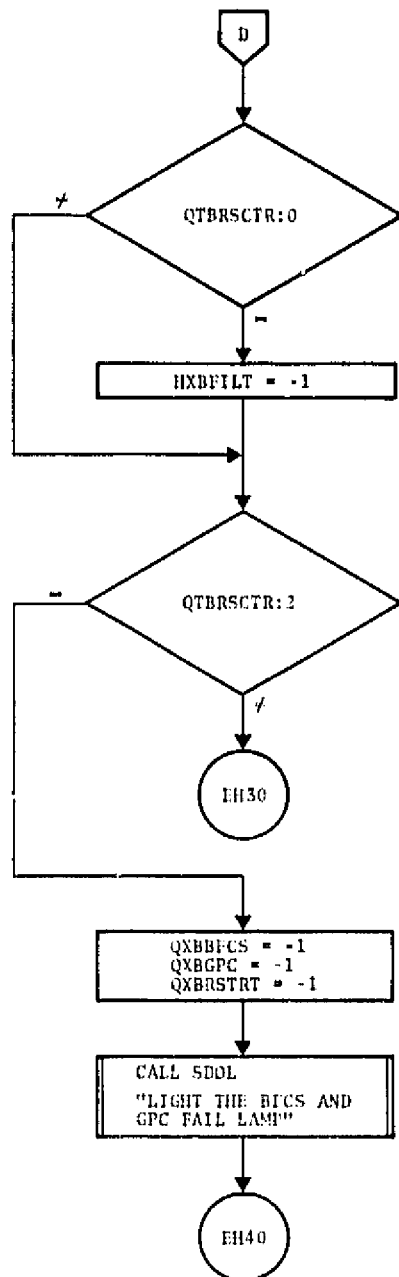 D
≠
QTBRSCTR:0
=
HXBFILT = -1
=
QTBRSCTR:2
≠
EH30
QXBBFCS = -1
QXBGPC = -1
QXBRSTRT = -1
CALL SDOL
"LIGHT THE BFCS AND
GPC FAIL LAMP"
EH40